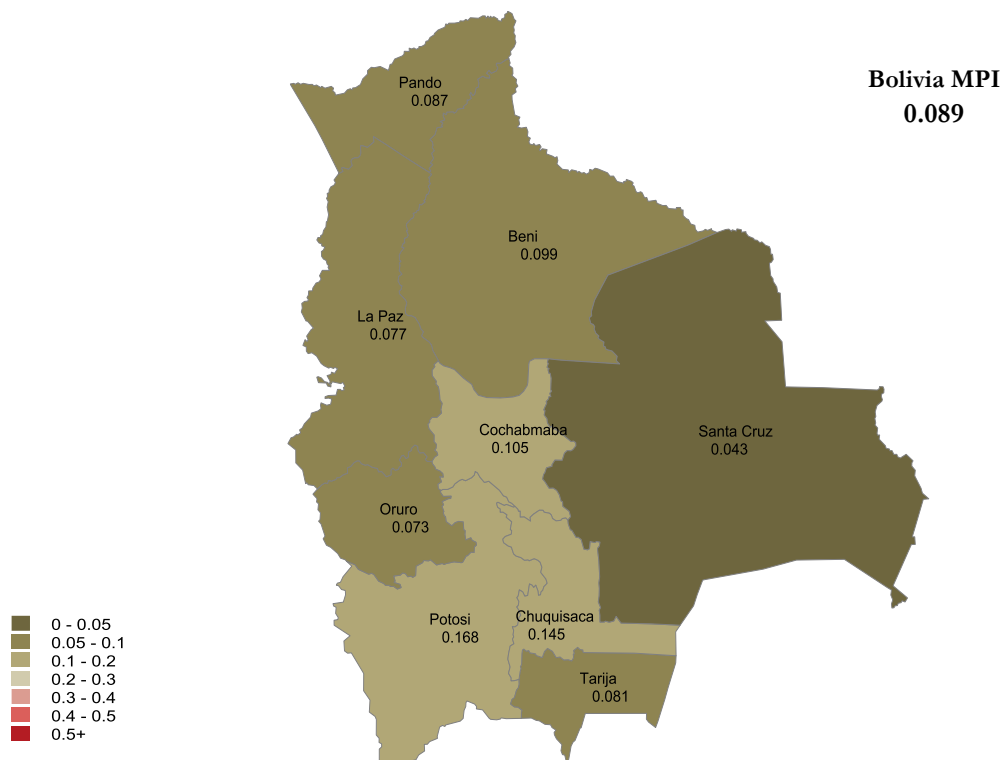 Bolivia MPI
0.089
Pando
0.087
Beni
0.099
La Paz
0.077
Cochabmaba
0.105
Santa Cruz
0.043
Oruro
0.073
Potosi
0.168
Chuquisaca
0.145
Tarija
0.081
0 - 0.05
0.05 - 0.1
0.1 - 0.2
0.2 - 0.3
0.3 - 0.4
0.4 - 0.5
0.5+